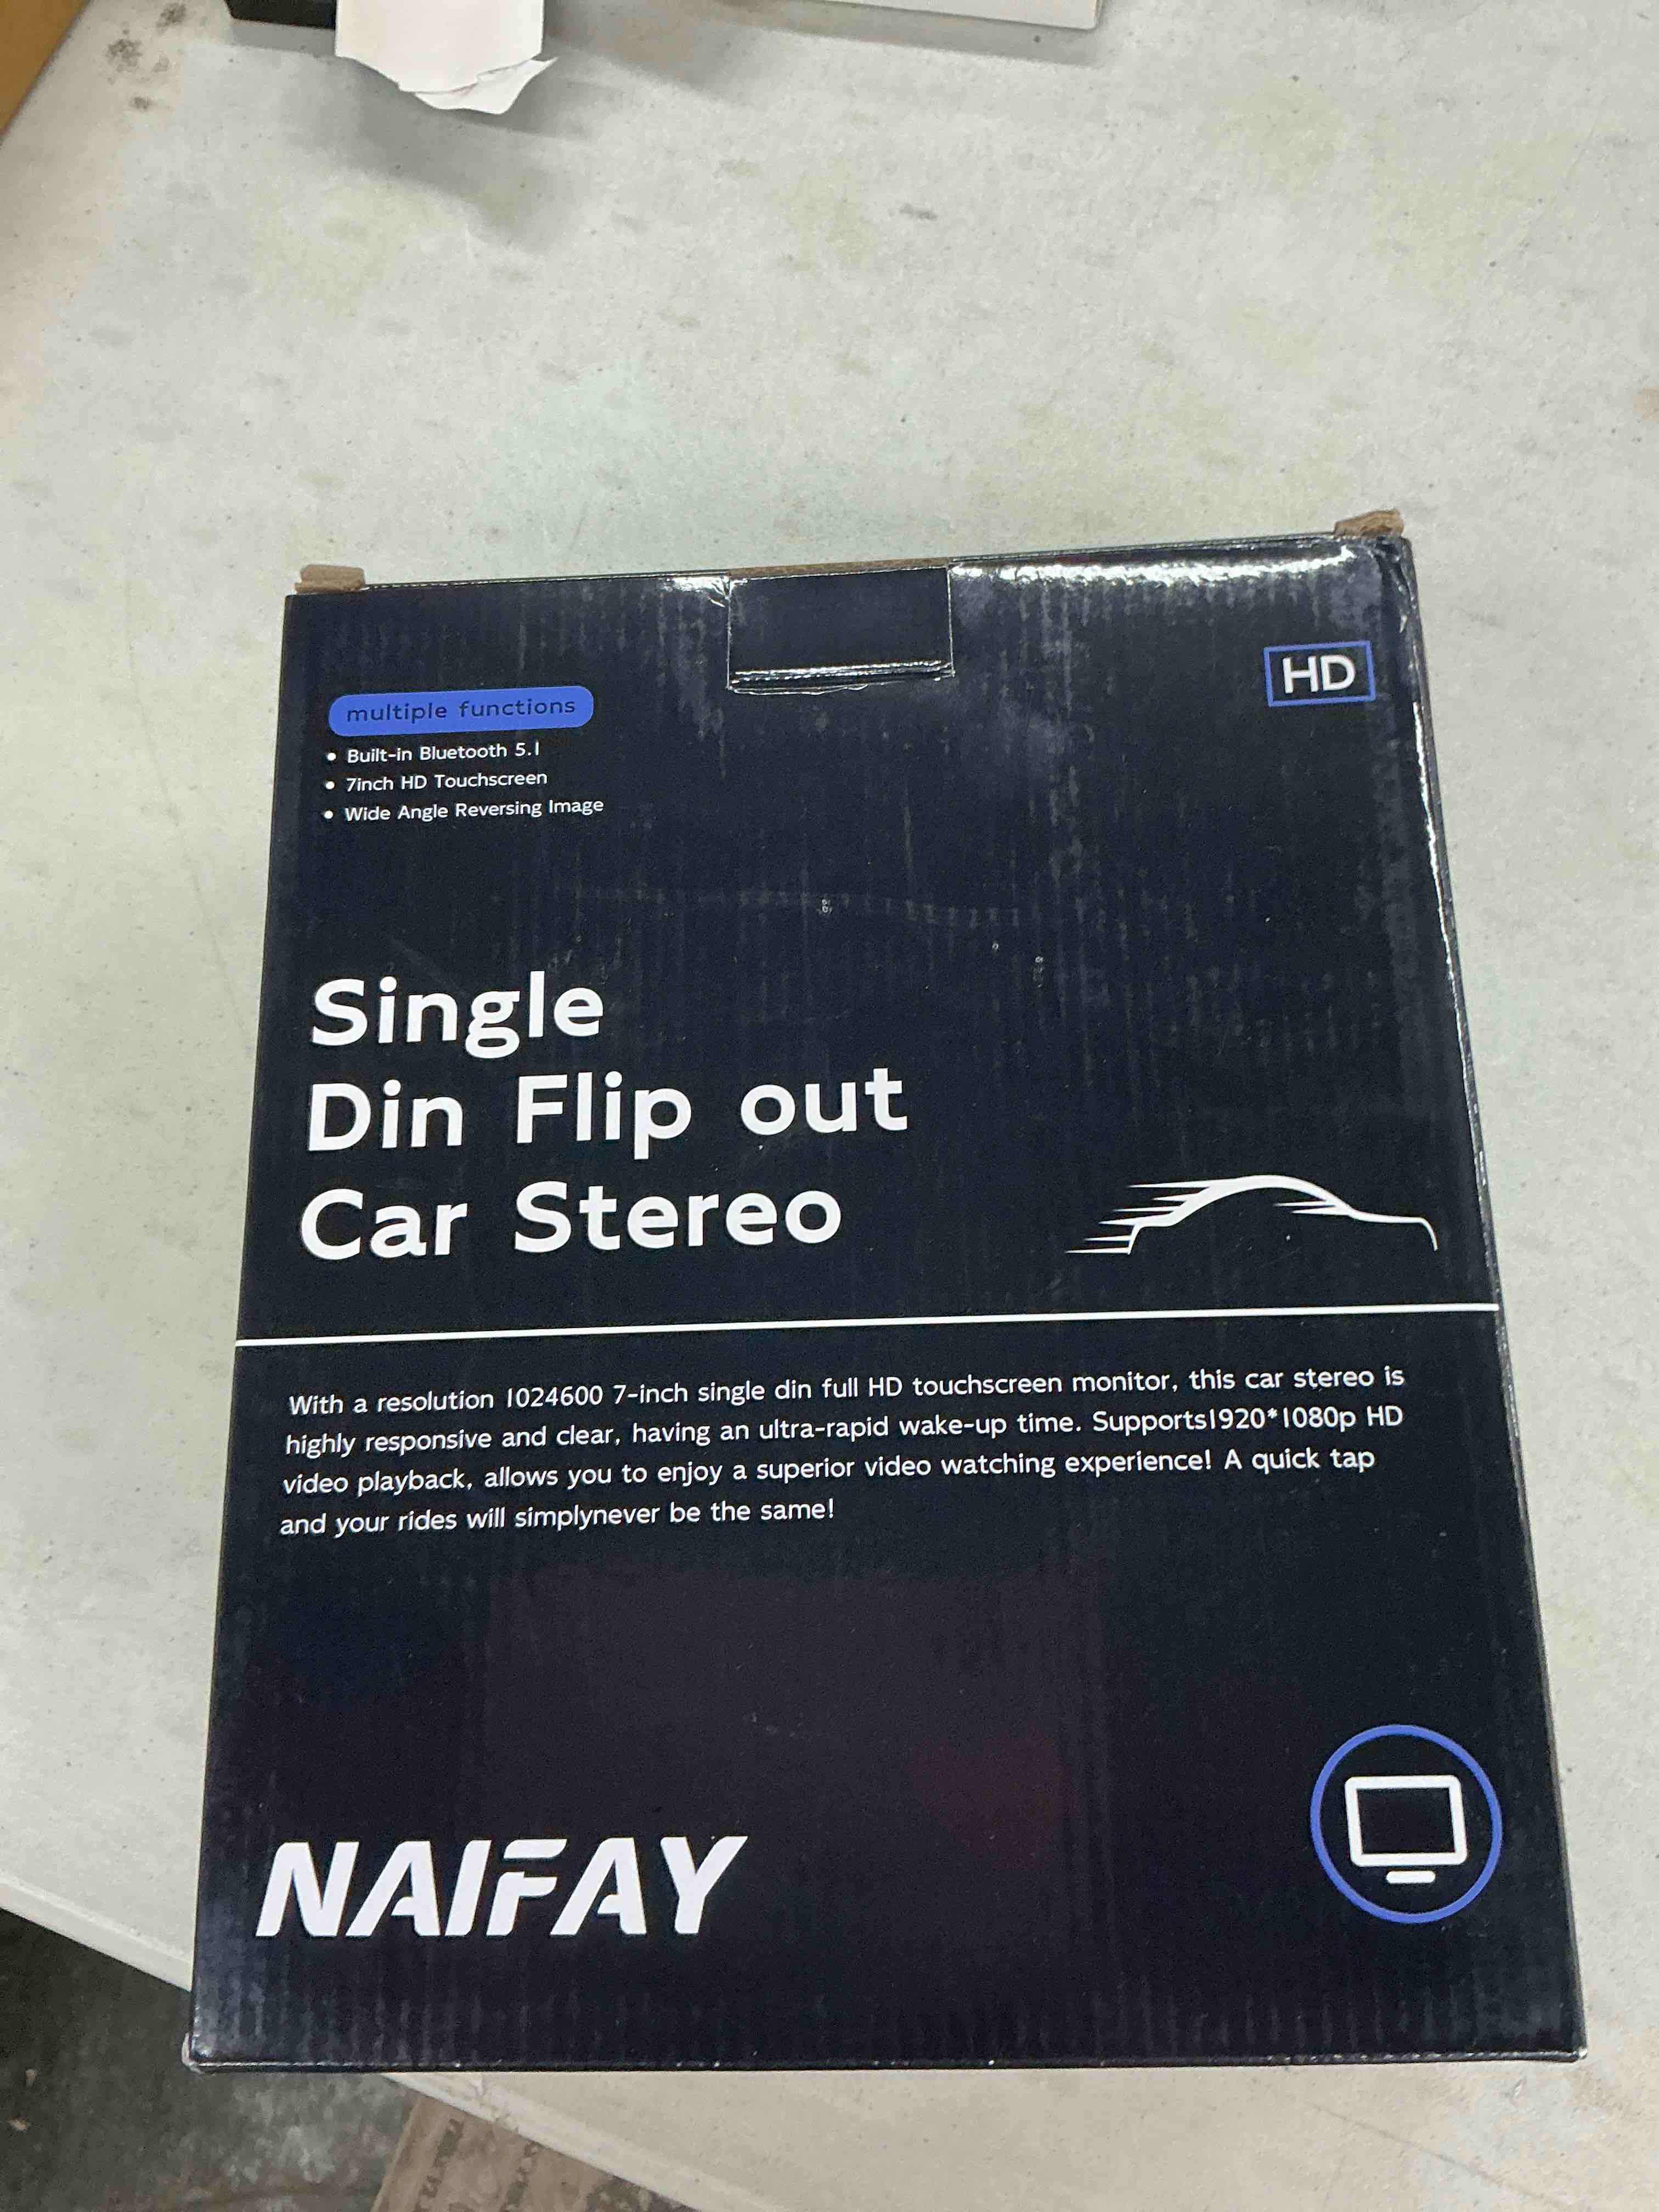 HD
multiple functions
• Built-in Bluetooth 5.1
• 7inch HD Touchscreen
• Wide Angle Reversing Image
Single
Din Flip out
Car Stereo
With a resolution 1024600 7-inch single din full HD touchscreen monitor, this car stereo is
highly responsive and clear, having an ultra-rapid wake-up time. Supports1920*1080p HD
video playback, allows you to enjoy a superior video watching experience! A quick tap
and your rides will simplynever be the same!
NAIFAY